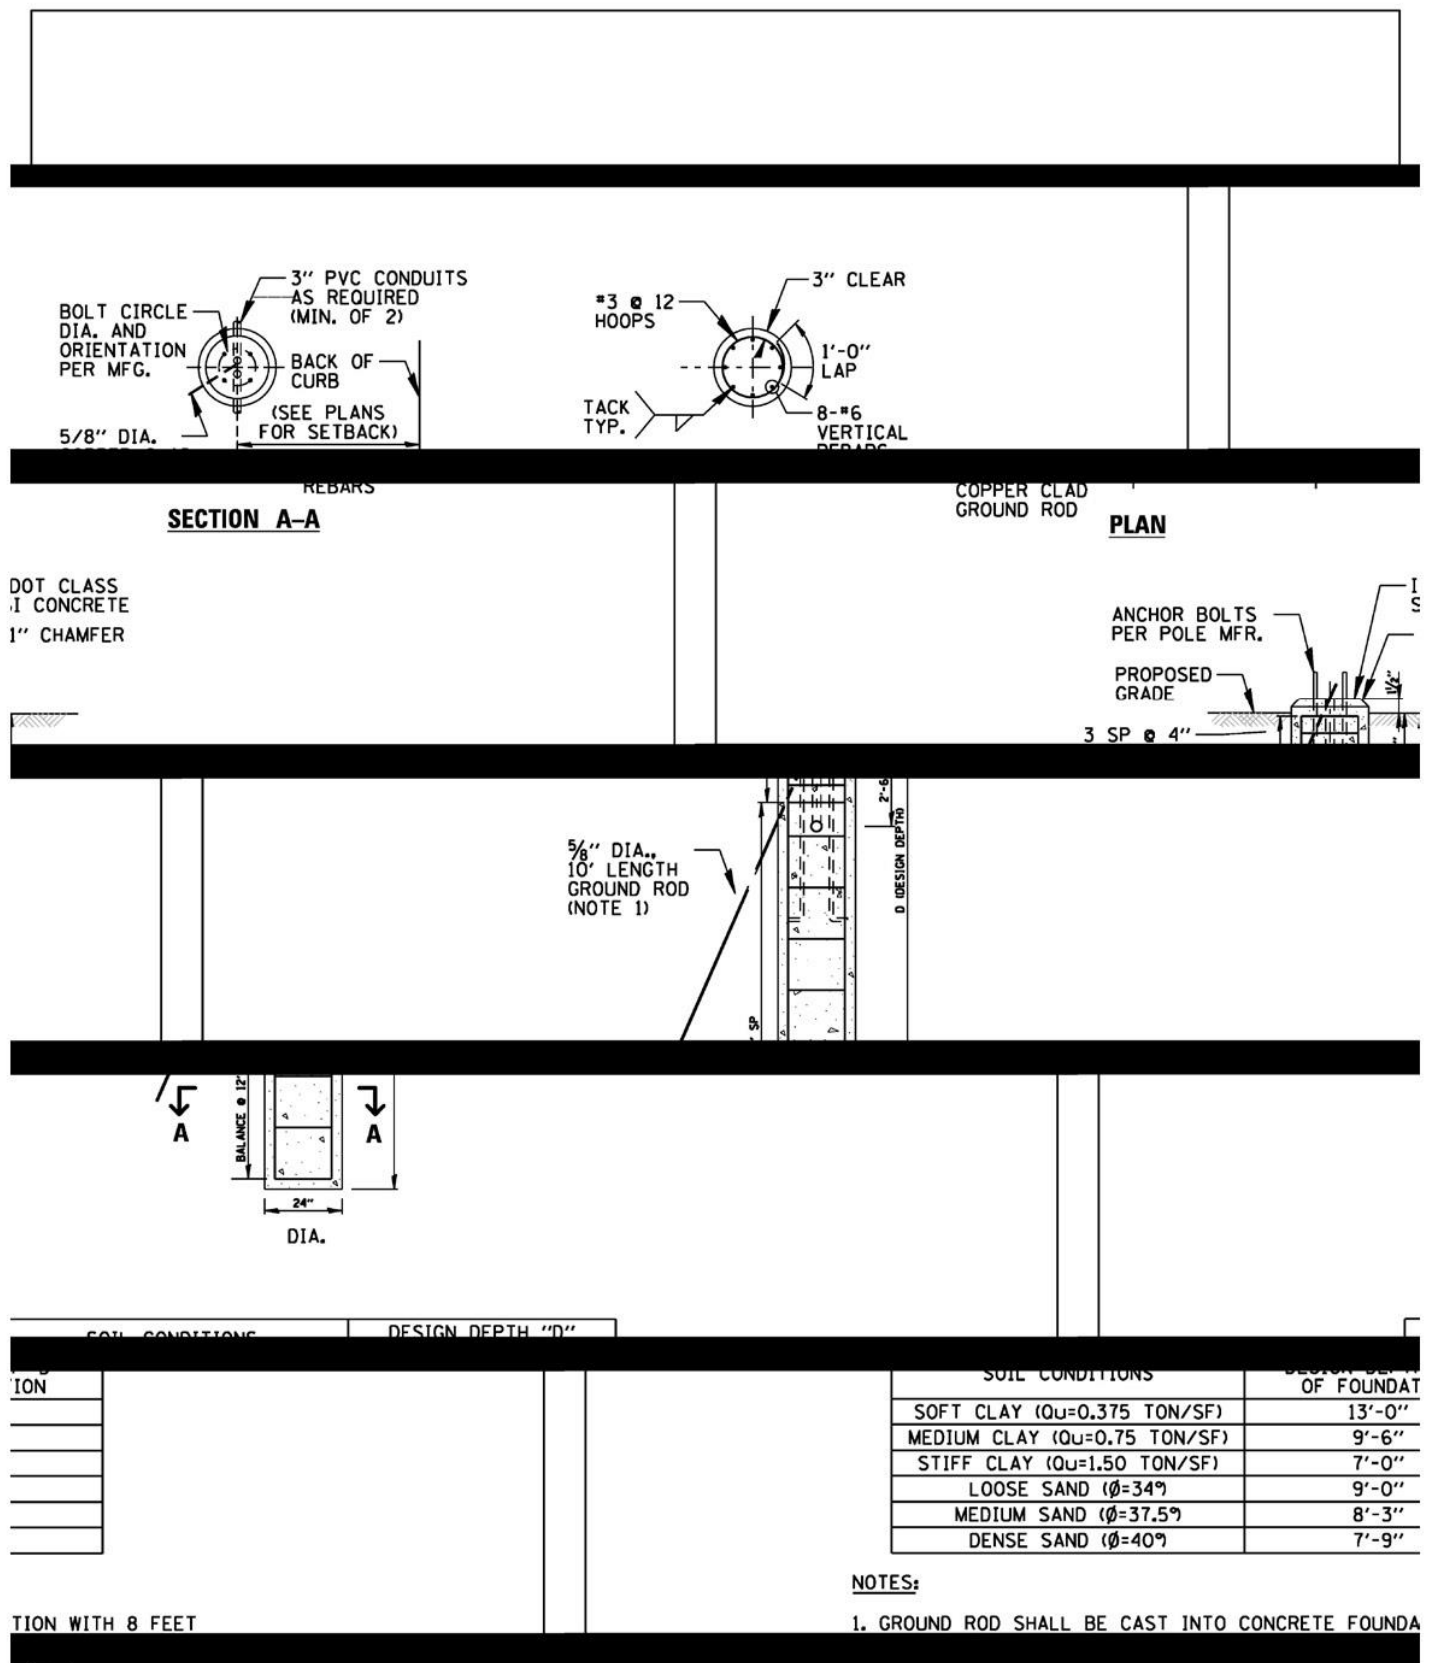 3" PVC CONDUITS
AS REQUIRED
(MIN. OF 2)
BOLT CIRCLE
DIA. AND
ORIENTATION
PER MFG.
BACK OF
CURB
(SEE PLANS
FOR SETBACK)
5/8" DIA.
3" CLEAR
#3 @ 12
HOOPS
1'-0"
LAP
TACK
TYP.
8-#6
VERTICAL
REBARS
REBARS
SECTION A-A
COPPER CLAD
GROUND ROD
PLAN
DOT CLASS
I CONCRETE
1" CHAMFER
ANCHOR BOLTS
PER POLE MFR.
PROPOSED
GRADE
1½"
3 SP @ 4"
5/8" DIA.,
10' LENGTH
GROUND ROD
(NOTE 1)
2'-6
D (DESIGN DEPTH)
SP
BALANCE @ 12'
A
A
24"
DIA.
SOIL CONDITIONS
DESIGN DEPTH "D"
ION
SOIL CONDITIONS
OF FOUNDAT
SOFT CLAY (Qu=0.375 TON/SF) 13'-0"
MEDIUM CLAY (Qu=0.75 TON/SF) 9'-6"
STIFF CLAY (Qu=1.50 TON/SF) 7'-0"
LOOSE SAND (Ø=34°) 9'-0"
MEDIUM SAND (Ø=37.5°) 8'-3"
DENSE SAND (Ø=40°) 7'-9"
NOTES:
TION WITH 8 FEET
1. GROUND ROD SHALL BE CAST INTO CONCRETE FOUNDA